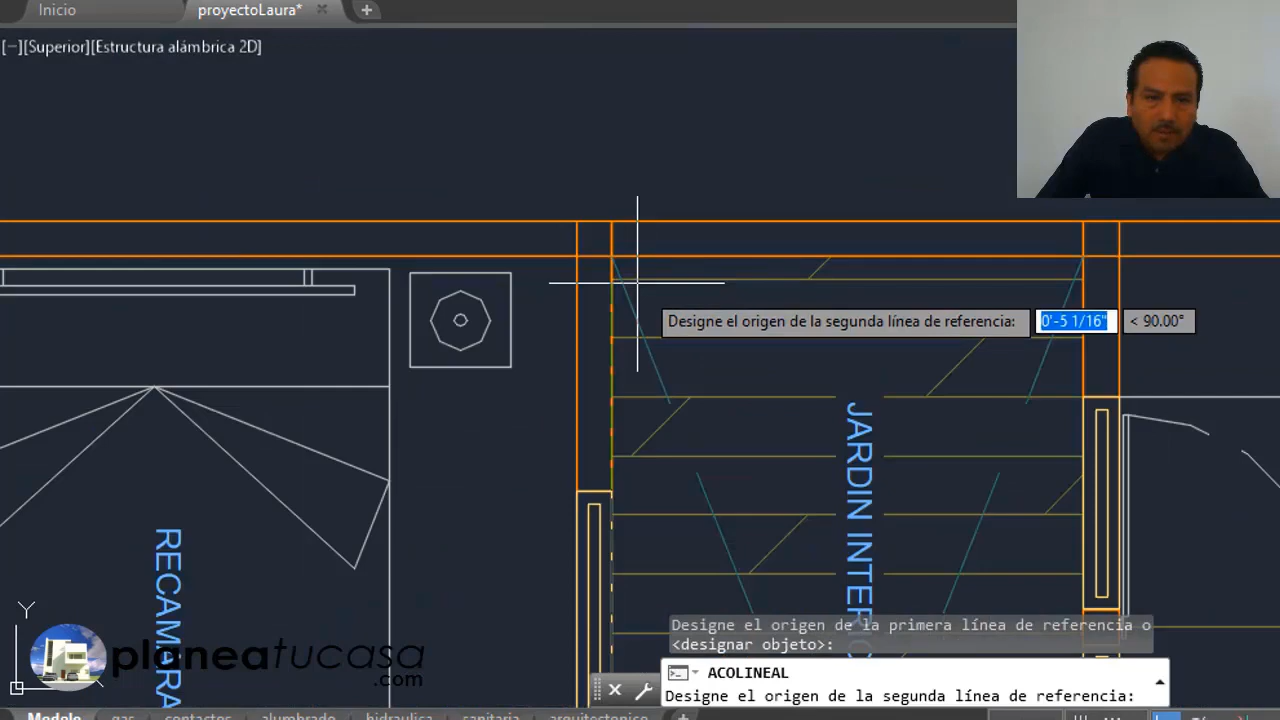 Inicio
proyectoLaura*
[−][Superior][Estructura alámbrica 2D]
Designe el origen de la segunda línea de referencia:
0'-5 1/16"
< 90.00°
JARDIN INTERIO
RECAMARA
Y
planeatucasa
.com
Designe el origen de la primera línea de referencia o
<designar objeto>:
ACOLINEAL
Designe el origen de la segunda línea de referencia:
Modelo
gas
contactos
alumbrado
hidraulica
sanitaria
arquitectonico